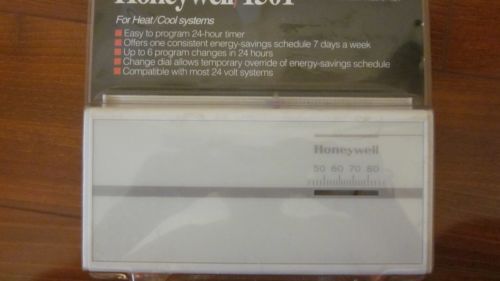 Honeywell 1501
For Heat/Cool systems
Easy to program 24-hour timer
Offers one consistent energy-savings schedule 7 days a week
Up to 6 program changes in 24 hours
Change dial allows temporary override of energy-savings schedule
Compatible with most 24 volt systems
Honeywell
50 60 70 80